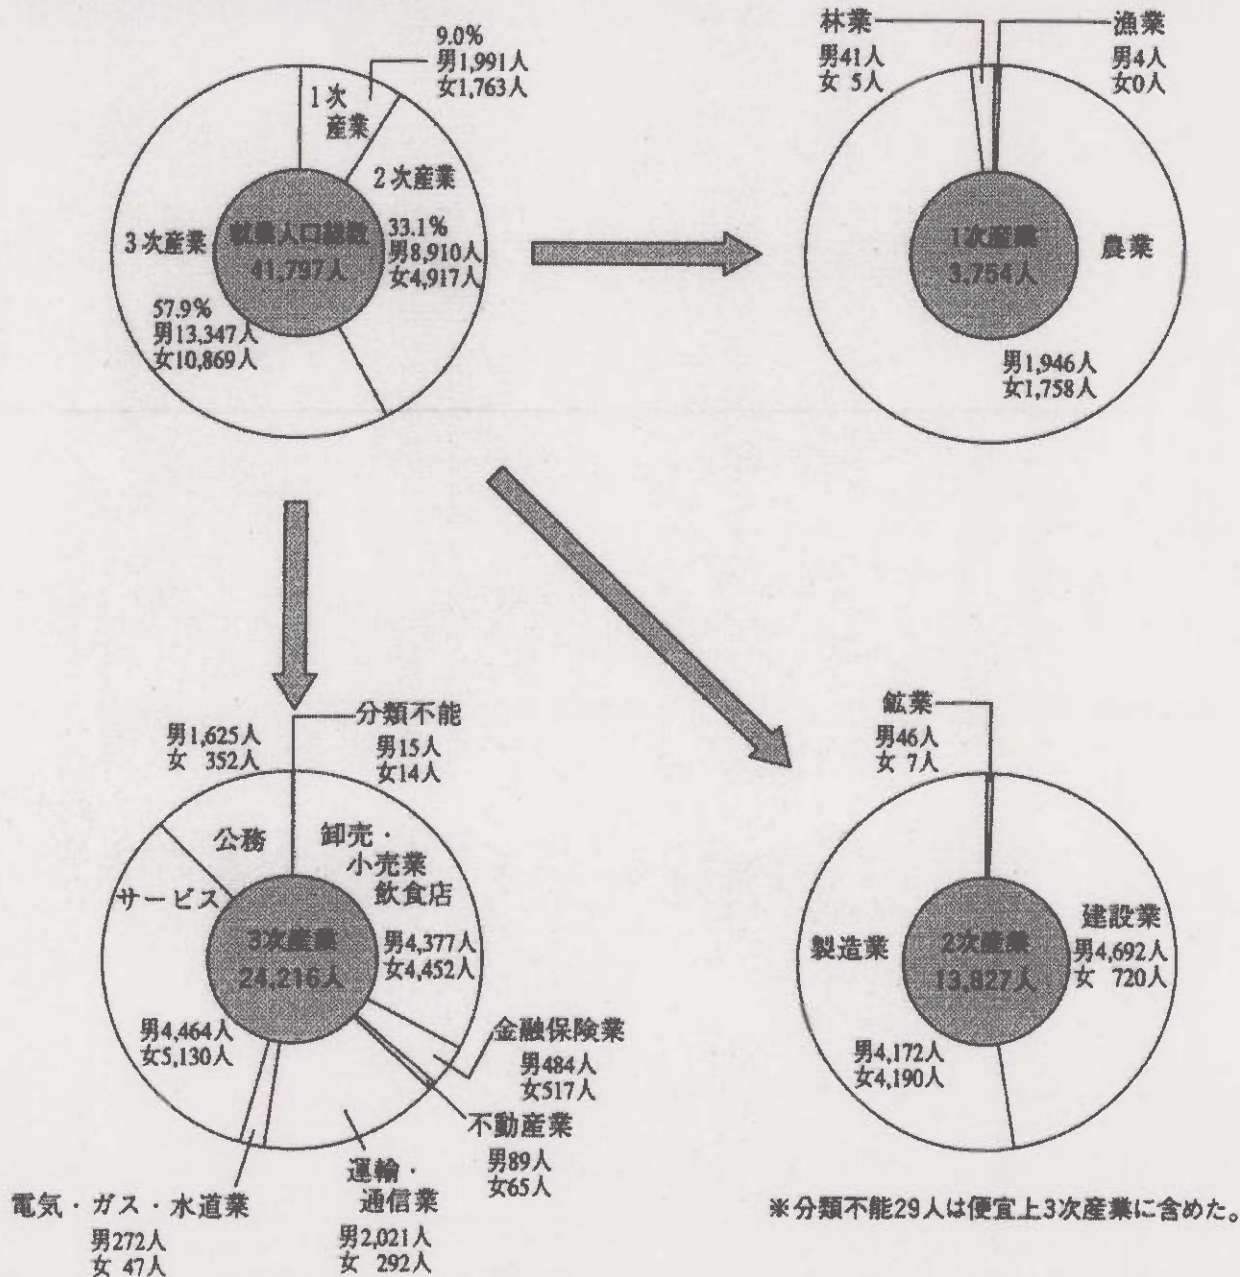 9.0%
男1,991人
女1,763人
1次
産業
2次産業
33.1%
男8,910人
女4,917人
3次産業
57.9%
男13,347人
女10,869人
就業人口総数
41,797人
林業
男41人
女 5人
漁業
男4人
女0人
1次産業
3,754人
農業
男1,946人
女1,758人
分類不能
男15人
女14人
男1,625人
女 352人
公務
卸売・
小売業
飲食店
男4,377人
女4,452人
サービス
3次産業
24,216人
男4,464人
女5,130人
金融保険業
男484人
女517人
不動産業
男89人
女65人
運輸・
通信業
男2,021人
女 292人
電気・ガス・水道業
男272人
女 47人
鉱業
男46人
女 7人
建設業
男4,692人
女 720人
製造業
2次産業
13,827人
男4,172人
女4,190人
※分類不能29人は便宜上3次産業に含めた。